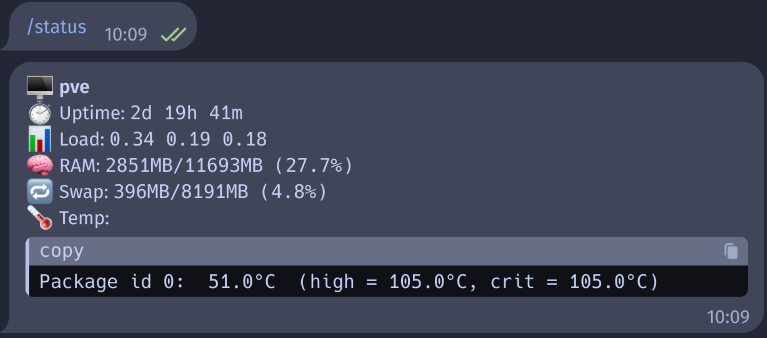 /status 10:09
pve
Uptime: 2d 19h 41m
Load: 0.34 0.19 0.18
RAM: 2851MB/11693MB (27.7%)
Swap: 396MB/8191MB (4.8%)
Temp:
copy
Package id 0:  51.0°C  (high = 105.0°C, crit = 105.0°C)
10:09